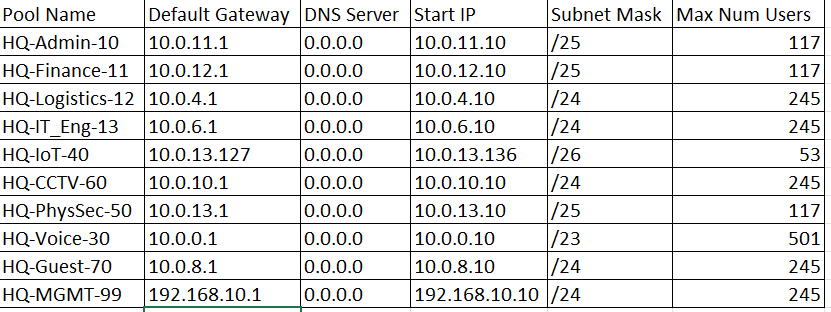 Pool Name Default Gateway DNS Server Start IP Subnet Mask Max Num Users
HQ-Admin-10 10.0.11.1 0.0.0.0 10.0.11.10 /25 117
HQ-Finance-11 10.0.12.1 0.0.0.0 10.0.12.10 /25 117
HQ-Logistics-12 10.0.4.1 0.0.0.0 10.0.4.10 /24 245
HQ-IT_Eng-13 10.0.6.1 0.0.0.0 10.0.6.10 /24 245
HQ-IoT-40 10.0.13.127 0.0.0.0 10.0.13.136 /26 53
HQ-CCTV-60 10.0.10.1 0.0.0.0 10.0.10.10 /24 245
HQ-PhysSec-50 10.0.13.1 0.0.0.0 10.0.13.10 /25 117
HQ-Voice-30 10.0.0.1 0.0.0.0 10.0.0.10 /23 501
HQ-Guest-70 10.0.8.1 0.0.0.0 10.0.8.10 /24 245
HQ-MGMT-99 192.168.10.1 0.0.0.0 192.168.10.10 /24 245